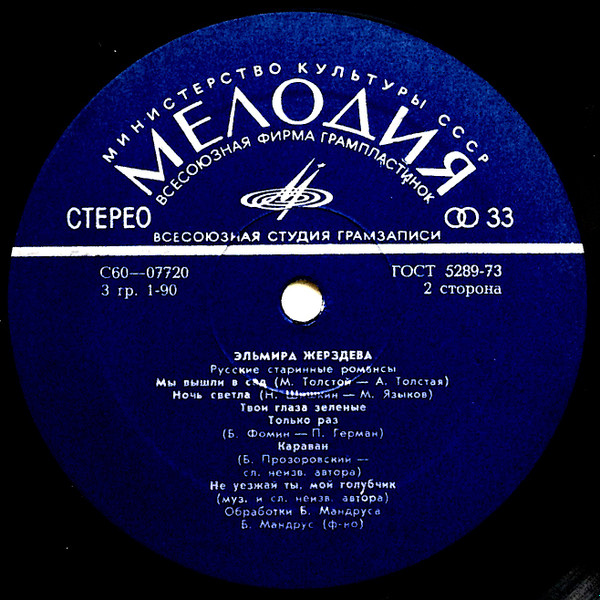 МИНИСТЕРСТВО КУЛЬТУРЫ СССР
МЕЛОДИЯ
ВСЕСОЮЗНАЯ ФИРМА ГРАМПЛАСТИНОК
СТЕРЕО
33
ВСЕСОЮЗНАЯ СТУДИЯ ГРАМЗАПИСИ
С60—07720
ГОСТ 5289-73
3 гр. 1-90
2 сторона
ЭЛЬМИРА ЖЕРЗДЕВА
Русские старинные романсы
Мы вышли в сад (М. Толстой — А. Толстая)
Ночь светла (Н. Шишкин — М. Языков)
Твои глаза зеленые
Только раз
(Б. Фомин — П. Герман)
Караван
(Б. Прозоровский —
сл. неизв. автора)
Не уезжай ты, мой голубчик
(муз. и сл. неизв. автора)
Обработки Б. Мандруса
Б. Мандрус (ф-но)